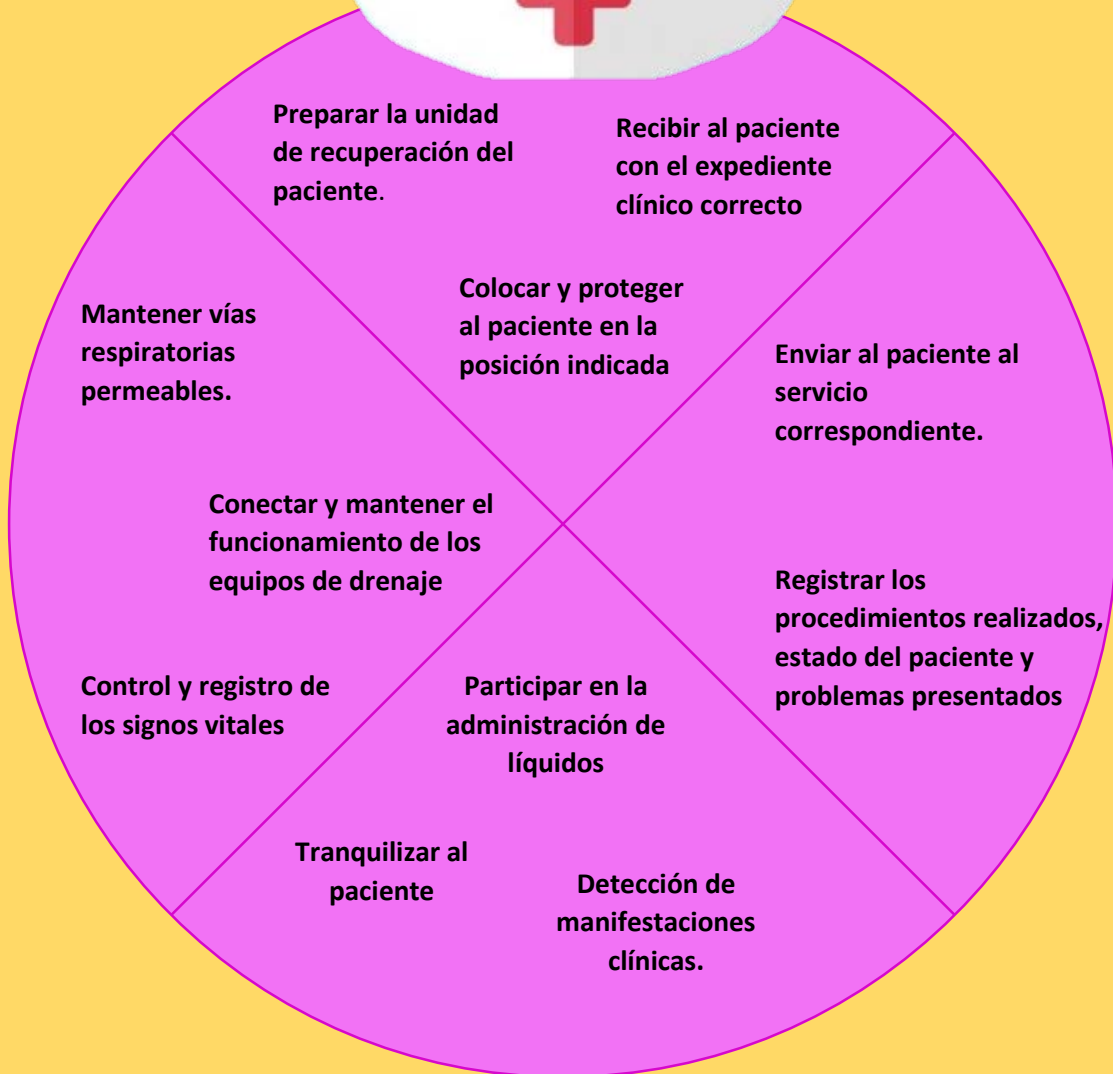 Preparar la unidad
de recuperación del
paciente.
Recibir al paciente
con el expediente
clínico correcto
Colocar y proteger
al paciente en la
posición indicada
Mantener vías
respiratorias
permeables.
Enviar al paciente al
servicio
correspondiente.
Conectar y mantener el
funcionamiento de los
equipos de drenaje
Registrar los
procedimientos realizados,
estado del paciente y
problemas presentados
Control y registro de
los signos vitales
Participar en la
administración de
líquidos
Tranquilizar al
paciente
Detección de
manifestaciones
clínicas.